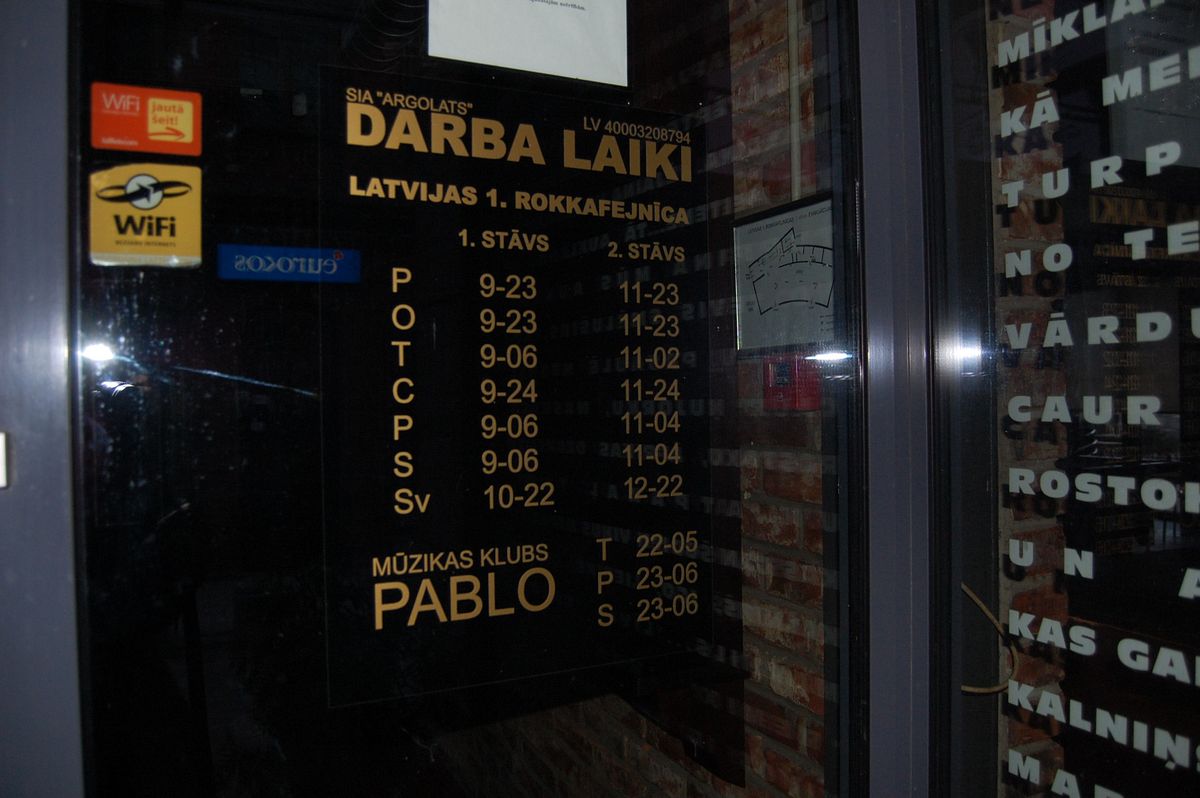 WiFi
jautā
šeit!
WiFi
eurokos
SIA "ARGOLATS"
LV 40003208794
DARBA LAIKI
LATVIJAS 1. ROKKAFEJNĪCA
1. STĀVS 2. STĀVS
P 9-23 11-23
O 9-23 11-23
T 9-06 11-02
C 9-24 11-24
P 9-06 11-04
S 9-06 11-04
Sv 10-22 12-22
MŪZIKAS KLUBS
PABLO
T 22-05
P 23-06
S 23-06
MĪKLA
KĀ ME
TURP
NO TE
VĀRDU
CAUR
ROSTO
UN A
KAS GA
KALNIŅ
MA